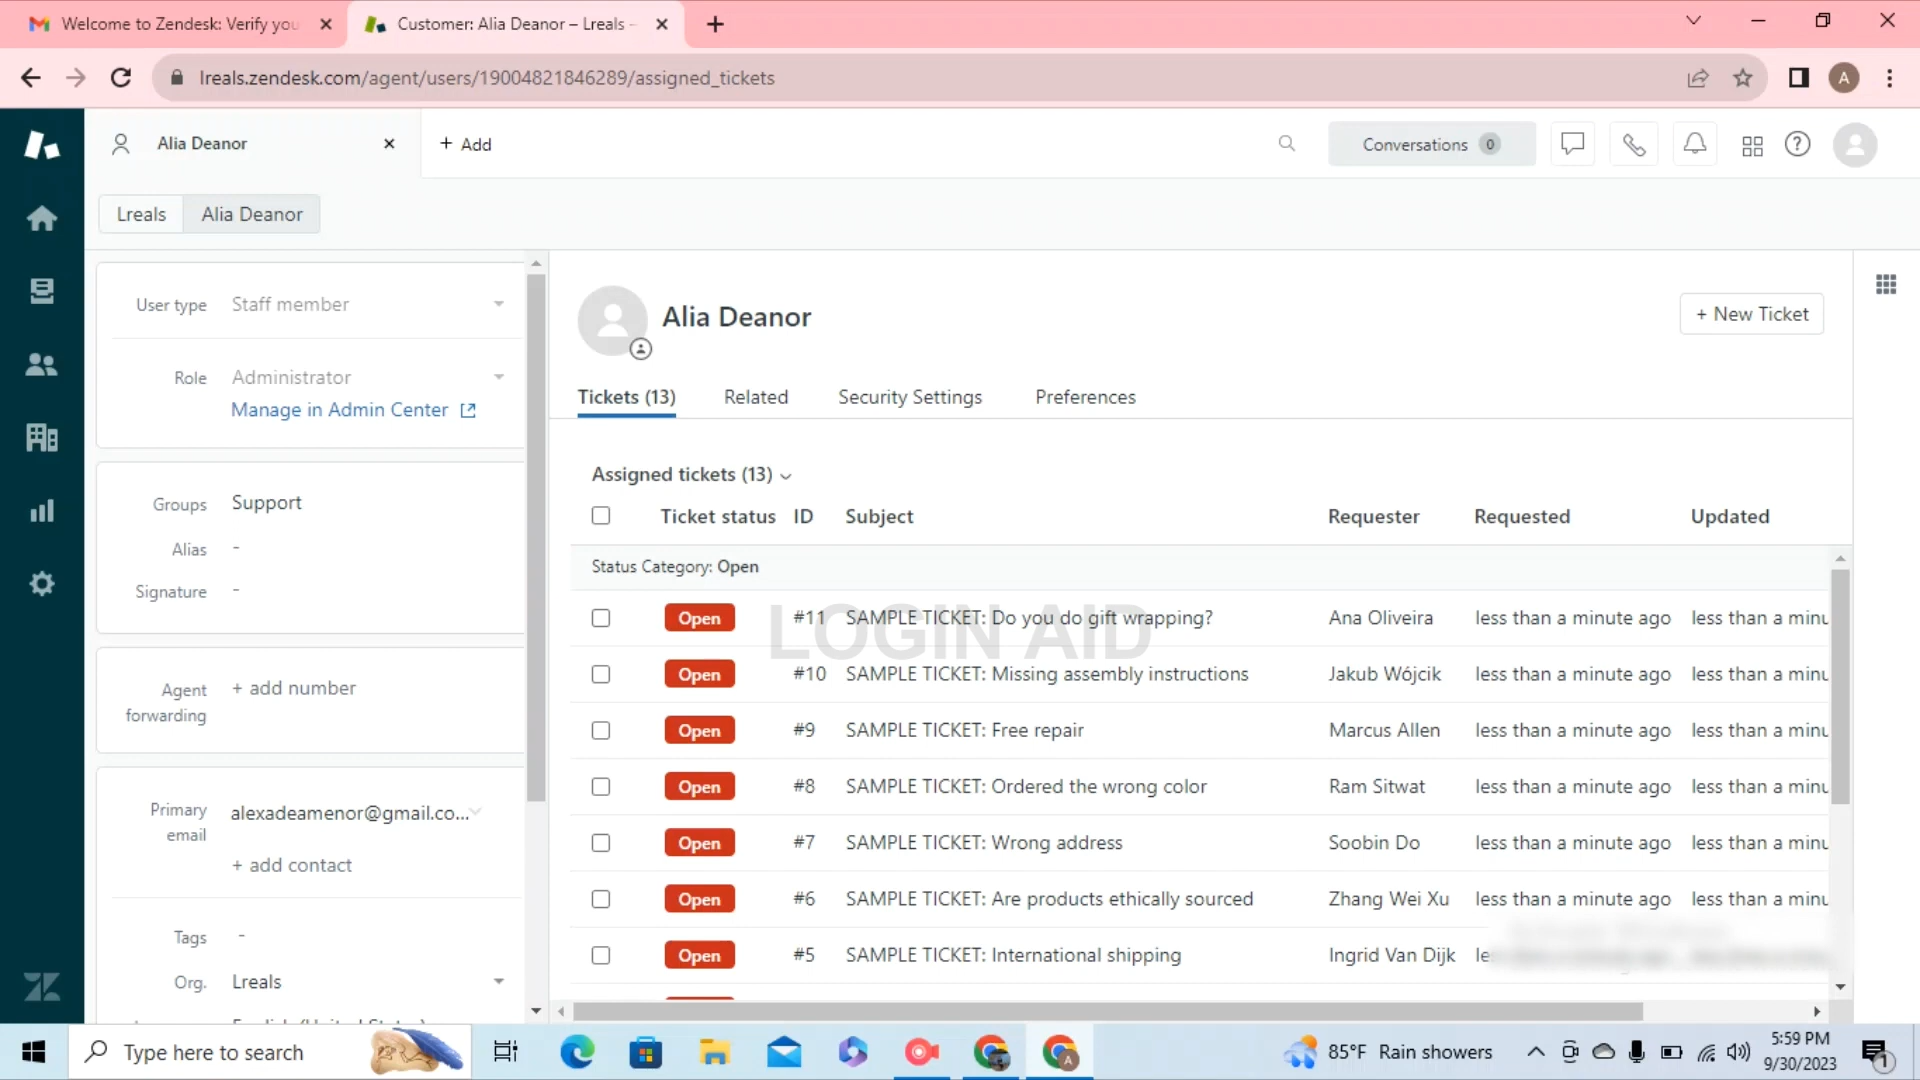 Welcome to Zendesk: Verify you
Customer: Alia Deanor – Lreals -
lreals.zendesk.com/agent/users/19004821846289/assigned_tickets
A
Alia Deanor
+ Add
Conversations 0
Lreals
Alia Deanor
User type Staff member
Role Administrator
Manage in Admin Center
Groups Support
Alias -
Signature -
Agent forwarding + add number
Primary email alexadeamenor@gmail.co...
+ add contact
Tags -
Org. Lreals
Alia Deanor
+ New Ticket
Tickets (13) Related Security Settings Preferences
Assigned tickets (13)
Ticket status ID Subject Requester Requested Updated
Status Category: Open
Open #11 SAMPLE TICKET: Do you do gift wrapping? Ana Oliveira less than a minute ago less than a minu
Open #10 SAMPLE TICKET: Missing assembly instructions Jakub Wójcik less than a minute ago less than a minu
Open #9 SAMPLE TICKET: Free repair Marcus Allen less than a minute ago less than a minu
Open #8 SAMPLE TICKET: Ordered the wrong color Ram Sitwat less than a minute ago less than a minu
Open #7 SAMPLE TICKET: Wrong address Soobin Do less than a minute ago less than a minu
Open #6 SAMPLE TICKET: Are products ethically sourced Zhang Wei Xu less than a minute ago less than a minu
Open #5 SAMPLE TICKET: International shipping Ingrid Van Dijk
LOGIN AID
Type here to search
A
85°F Rain showers
5:59 PM
9/30/2023
1